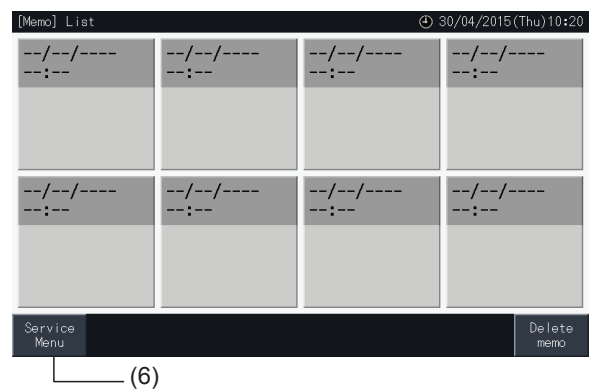 [Memo] List 30/04/2015(Thu)10:20
--/--/---- --/--/---- --/--/---- --/--/----
--:-- --:-- --:-- --:--
--/--/---- --/--/---- --/--/---- --/--/----
--:-- --:-- --:-- --:--
Service Delete
Menu memo
(6)